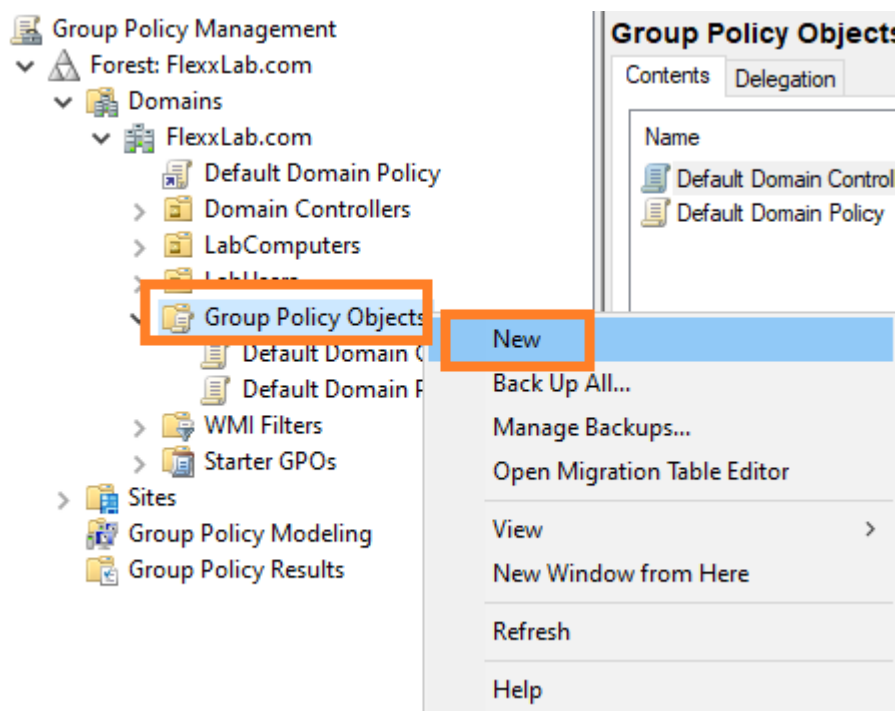 Group Policy Management
Forest: FlexxLab.com
Domains
FlexxLab.com
Default Domain Policy
Domain Controllers
LabComputers
LabUsers
Group Policy Objects
Default Domain C
Default Domain P
WMI Filters
Starter GPOs
Sites
Group Policy Modeling
Group Policy Results
Group Policy Objects
Contents Delegation
Name
Default Domain Control
Default Domain Policy
New
Back Up All...
Manage Backups...
Open Migration Table Editor
View
New Window from Here
Refresh
Help